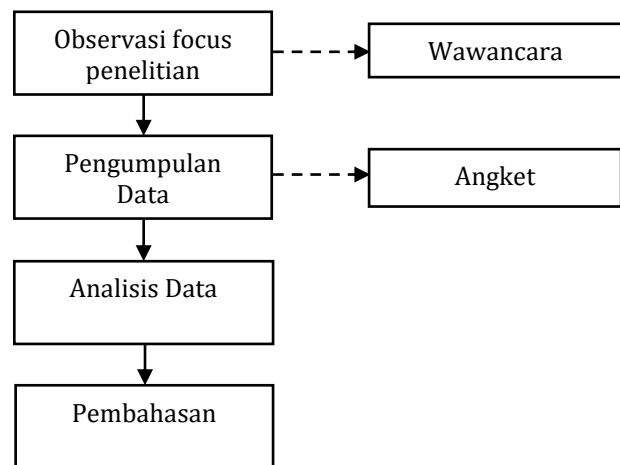 Observasi focus
penelitian
Wawancara
Pengumpulan
Data
Angket
Analisis Data
Pembahasan